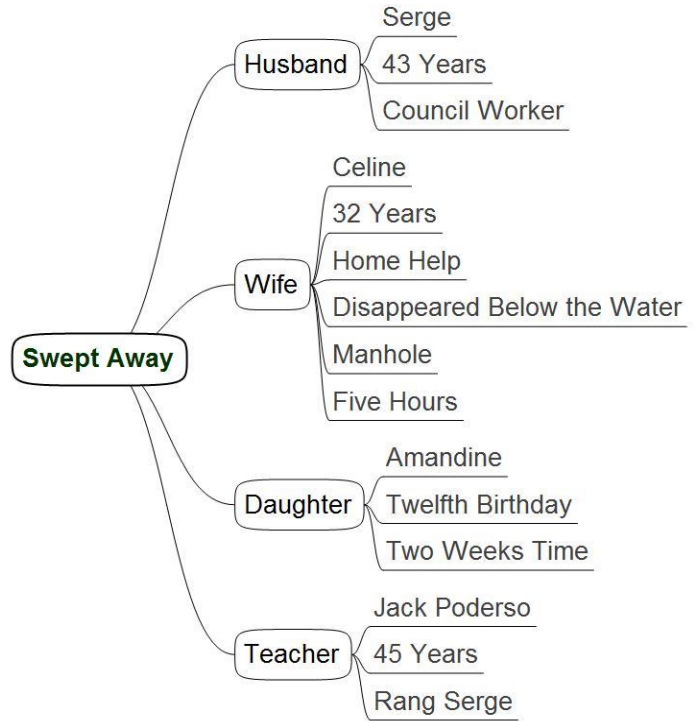 Swept Away
Husband
Serge
43 Years
Council Worker
Wife
Celine
32 Years
Home Help
Disappeared Below the Water
Manhole
Five Hours
Daughter
Amandine
Twelfth Birthday
Two Weeks Time
Teacher
Jack Poderso
45 Years
Rang Serge